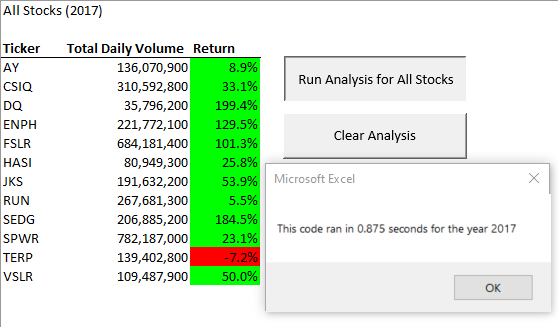 All Stocks (2017)
Ticker Total Daily Volume Return
AY 136,070,900 8.9%
CSIQ 310,592,800 33.1%
DQ 35,796,200 199.4%
ENPH 221,772,100 129.5%
FSLR 684,181,400 101.3%
HASI 80,949,300 25.8%
JKS 191,632,200 53.9%
RUN 267,681,300 5.5%
SEDG 206,885,200 184.5%
SPWR 782,187,000 23.1%
TERP 139,402,800 -7.2%
VSLR 109,487,900 50.0%
Run Analysis for All Stocks
Clear Analysis
Microsoft Excel
This code ran in 0.875 seconds for the year 2017
OK